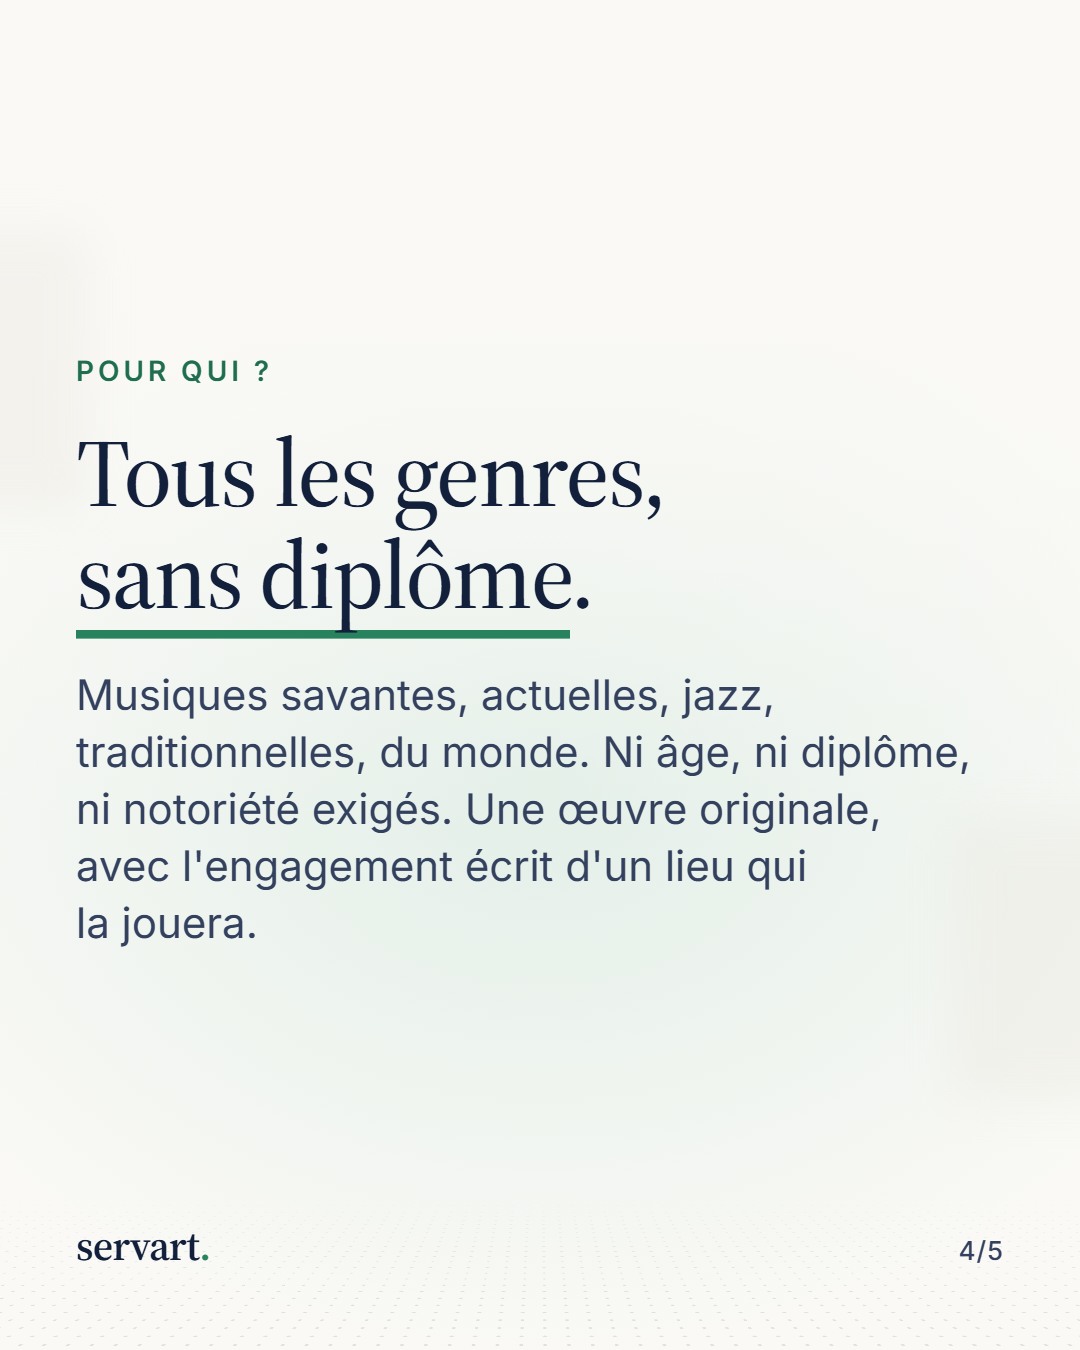 POUR QUI ?
Tous les genres,
sans diplôme.
Musiques savantes, actuelles, jazz,
traditionnelles, du monde. Ni âge, ni diplôme,
ni notoriété exigés. Une œuvre originale,
avec l'engagement écrit d'un lieu qui
la jouera.
servart.
4/5